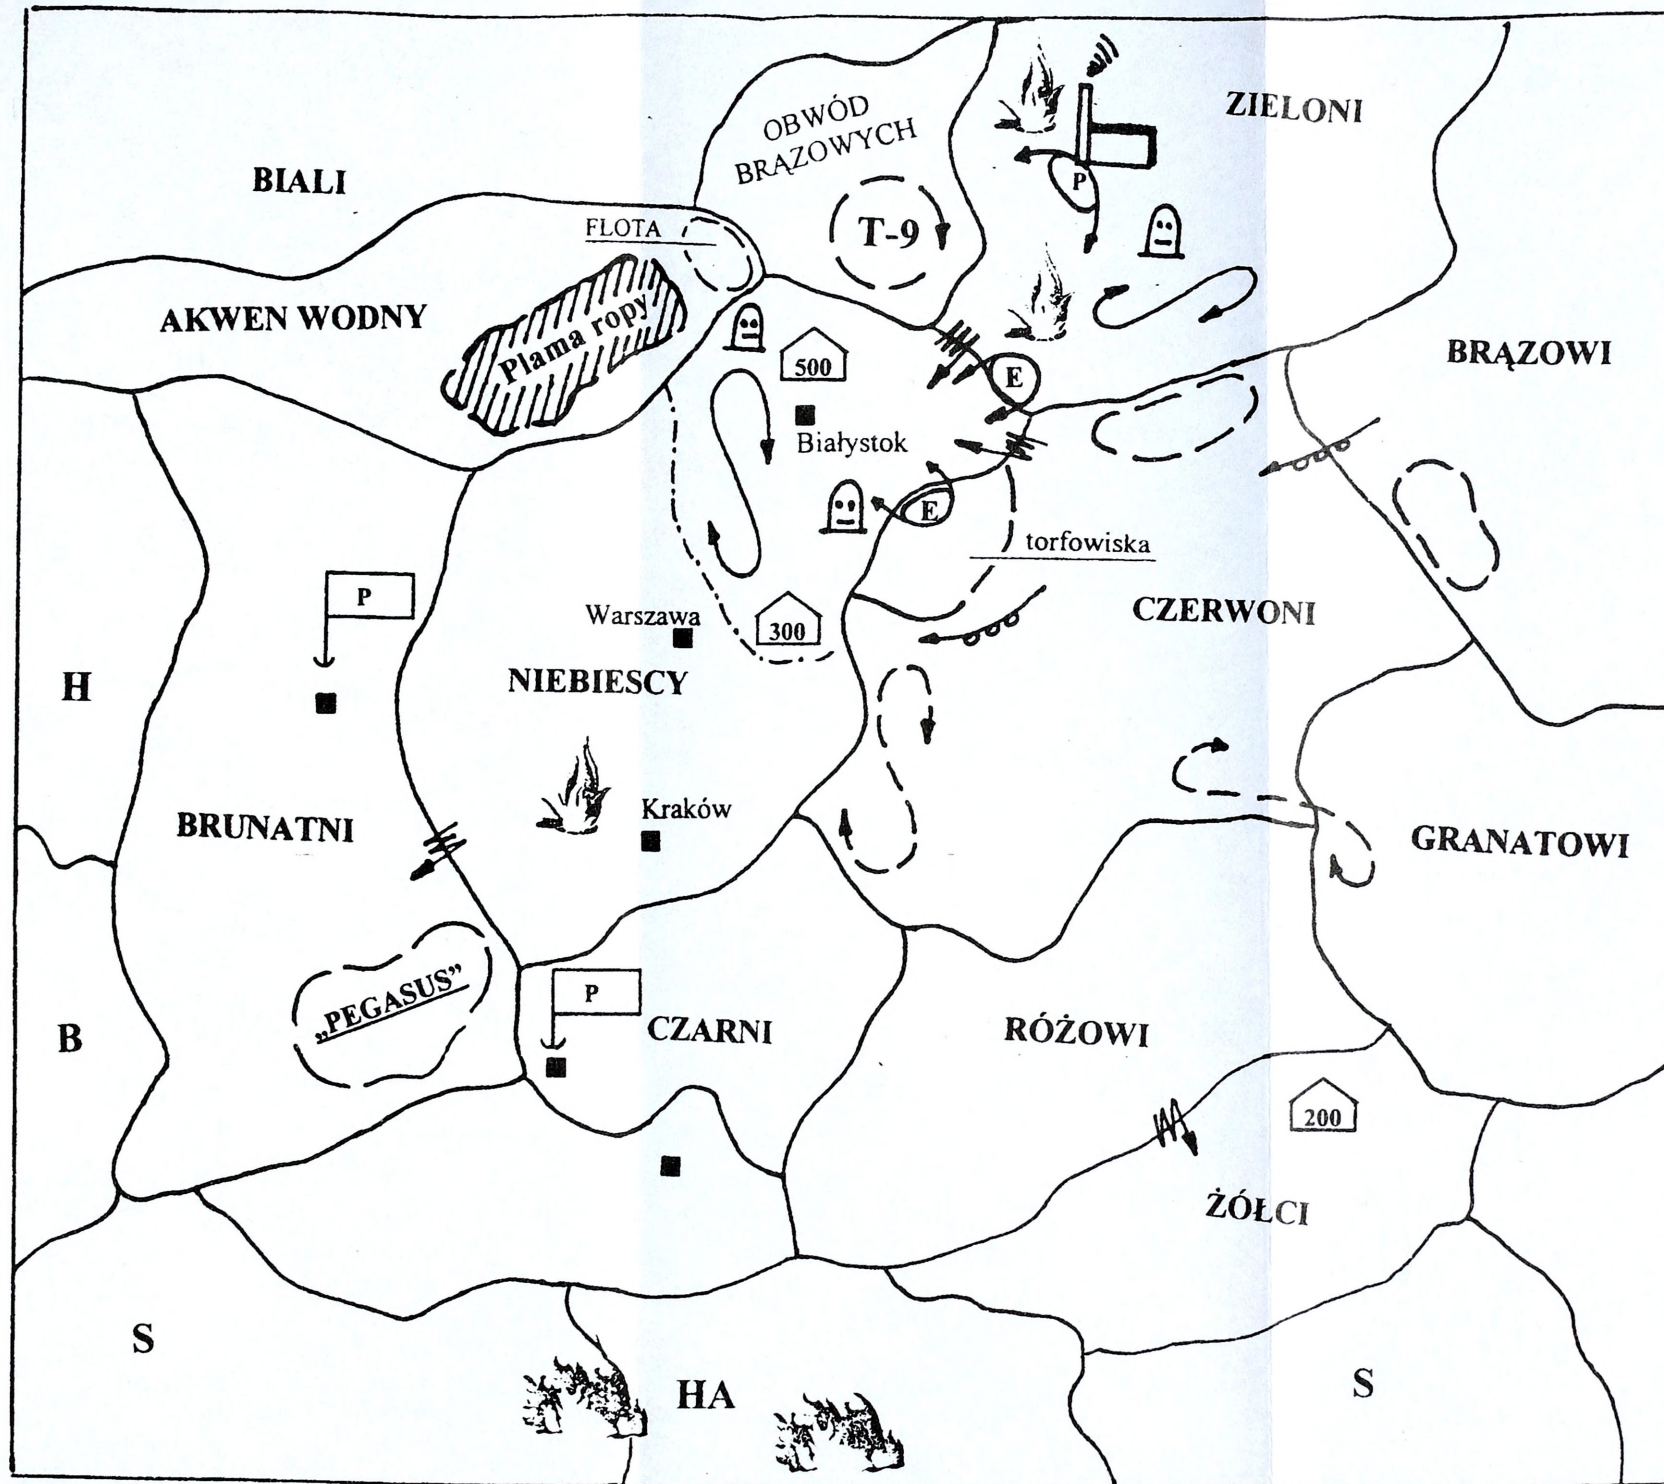 ZIELONI
OBWÓD
BRĄZOWYCH
BIALI
P
FLOTA
T-9
AKWEN WODNY
Plama ropy
BRĄZOWI
500
E
Białystok
E
torfowiska
P
Warszawa
300
CZERWONI
H
NIEBIESCY
Kraków
BRUNATNI
GRANATOWI
„PEGASUS”
P
B
CZARNI
RÓŻOWI
200
ŻÓŁCI
S
HA
S